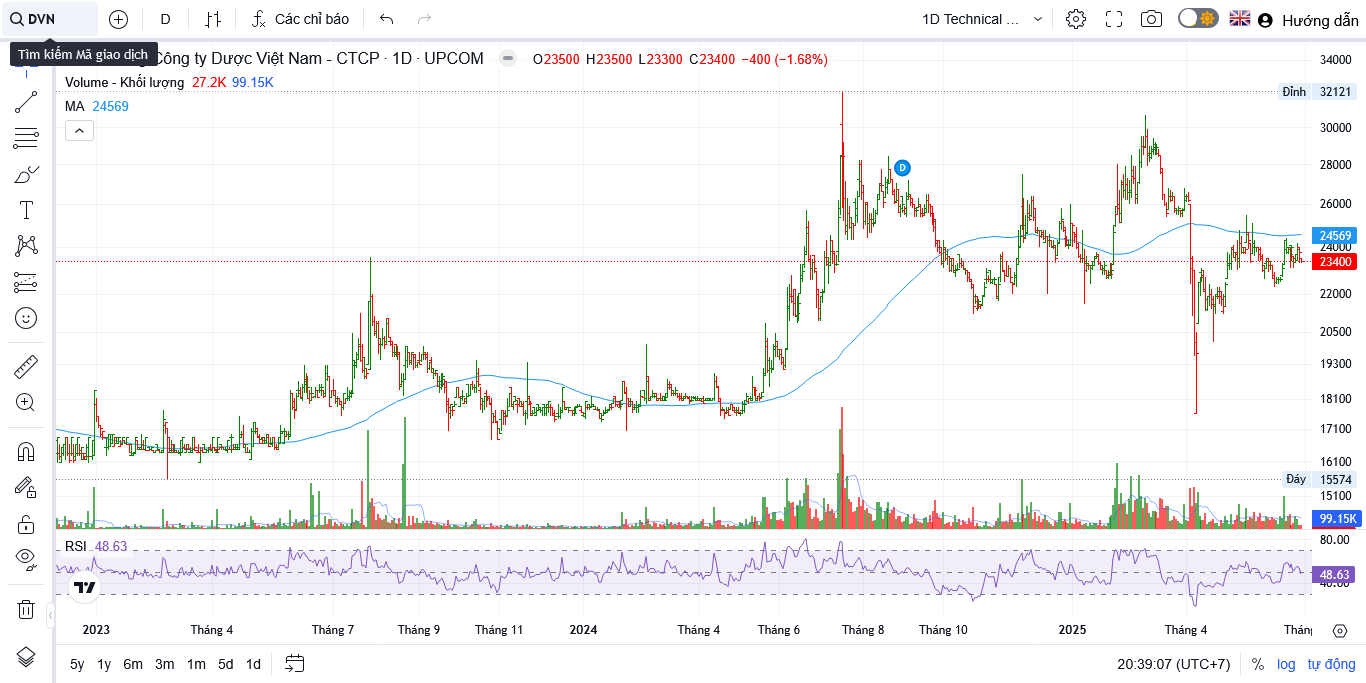 DVN D Các chỉ báo 1D Technical ... Hướng dẫn
Tìm kiếm Mã giao dịch
Công ty Dược Việt Nam - CTCP · 1D · UPCOM O23500 H23500 L23300 C23400 −400 (−1.68%)
Volume - Khối lượng 27.2K 99.15K
MA 24569
34000
Đỉnh 32121
30000
28000
D
26000
24569
24000
23400
22000
20500
19300
18100
17100
16100
Đáy 15574
15100
99.15K
RSI 48.63
80.00
48.63
40.00
2023 Tháng 4 Tháng 7 Tháng 9 Tháng 11 2024 Tháng 4 Tháng 6 Tháng 8 Tháng 10 2025 Tháng 4
5y 1y 6m 3m 1m 5d 1d 20:39:07 (UTC+7) % log tự động